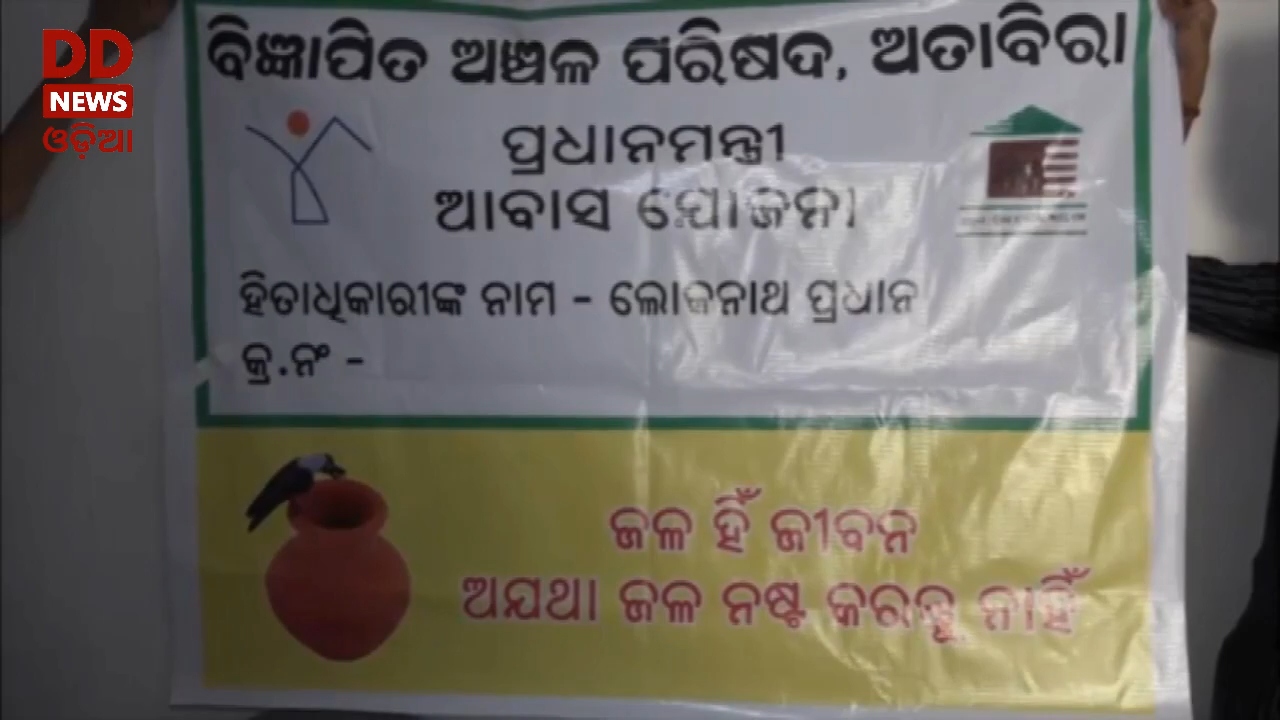 DD
NEWS
ଓଡ଼ିଆ
ବିଜ୍ଞାପିତ ଅଞ୍ଚଳ ପରିଷଦ, ଅତାବିରା
ପ୍ରଧାନମନ୍ତ୍ରୀ
ଆବାସ ଯୋଜନା
ହିତାଧିକାରୀଙ୍କ ନାମ - ଲୋକନାଥ ପ୍ରଧାନ
କ୍ର.ନଂ -
ଜଳ ହିଁ ଜୀବନ
ଅଯଥା ଜଳ ନଷ୍ଟ କରନ୍ତୁ ନାହିଁ